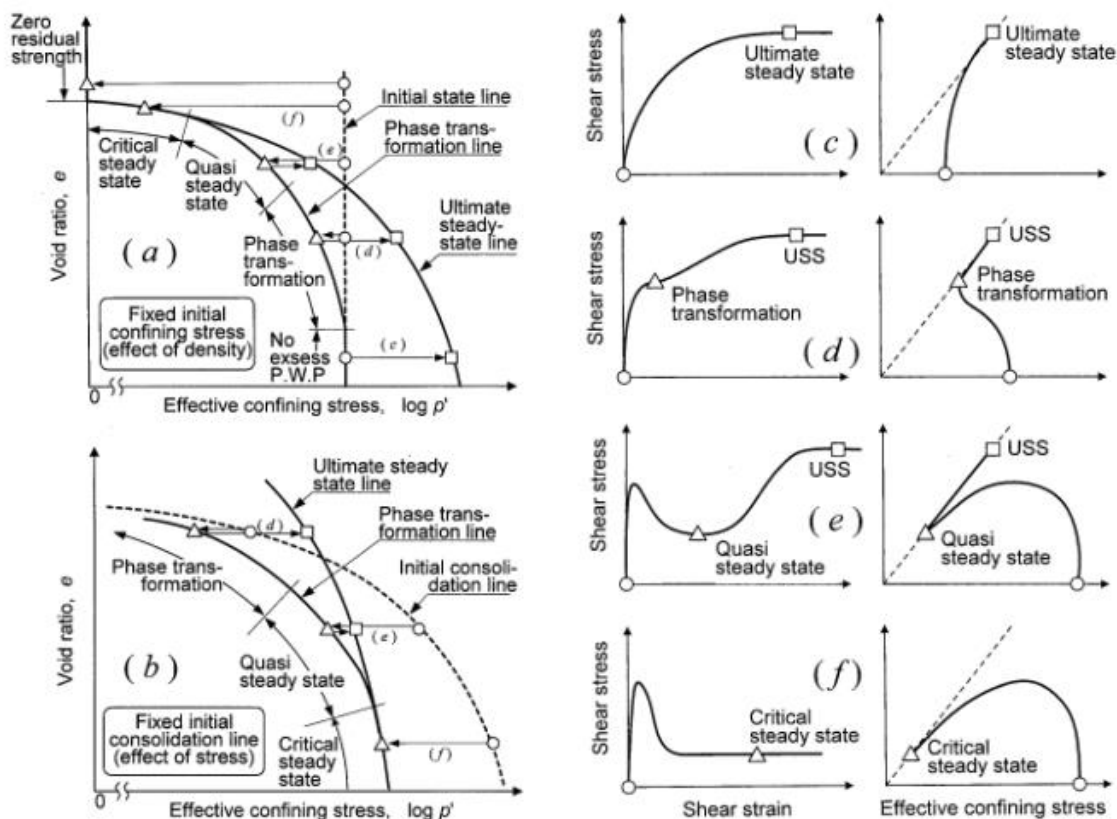 Zero
residual
strength
Initial state line
Phase trans-
formation line
Ultimate
steady-
state line
(f)
(e)
(d)
(e)
Critical
steady
state
Quasi
steady
state
Phase
trans-
formation
No
exsess
P.W.P
(a)
Fixed initial
confining stress
(effect of density)
Void ratio, e
0
Effective confining stress, log p'
Ultimate steady
state line
Phase trans-
formation line
Initial consoli-
dation line
(d)
(e)
(f)
Phase trans-
formation
Quasi
steady state
Critical
steady
state
(b)
Fixed initial
consolidation line
(effect of stress)
Void ratio, e
0
Effective confining stress, log p'
Shear stress
Ultimate
steady state
(c)
Ultimate
steady state
Shear stress
USS
Phase
transformation
(d)
USS
Phase
transformation
Shear stress
USS
Quasi
steady state
(e)
USS
Quasi
steady state
Shear stress
Critical
steady state
(f)
Critical
steady state
Shear strain
Effective confining stress